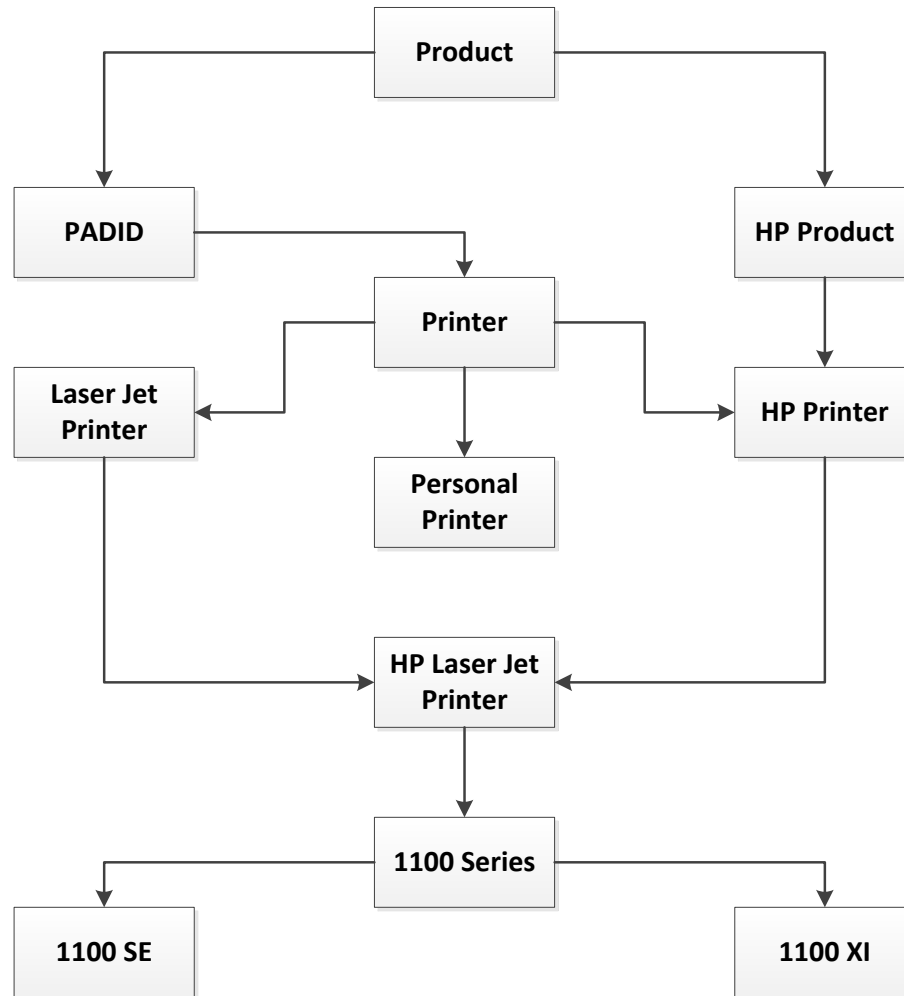 Product
PADID
HP Product
Printer
Laser Jet
Printer
HP Printer
Personal
Printer
HP Laser Jet
Printer
1100 Series
1100 SE
1100 XI